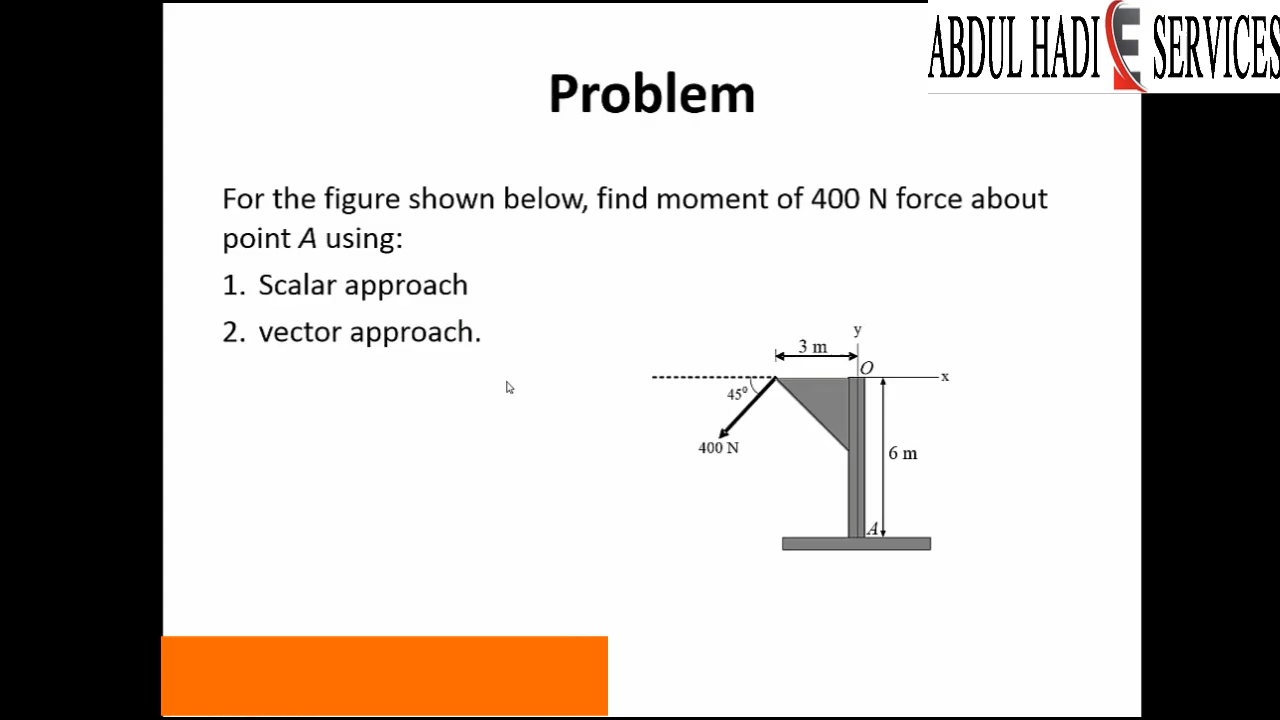 ABDUL HADI E SERVICES
Problem
For the figure shown below, find moment of 400 N force about
point A using:
1. Scalar approach
2. vector approach.
y
3 m
O
x
45⁰
400 N
6 m
A